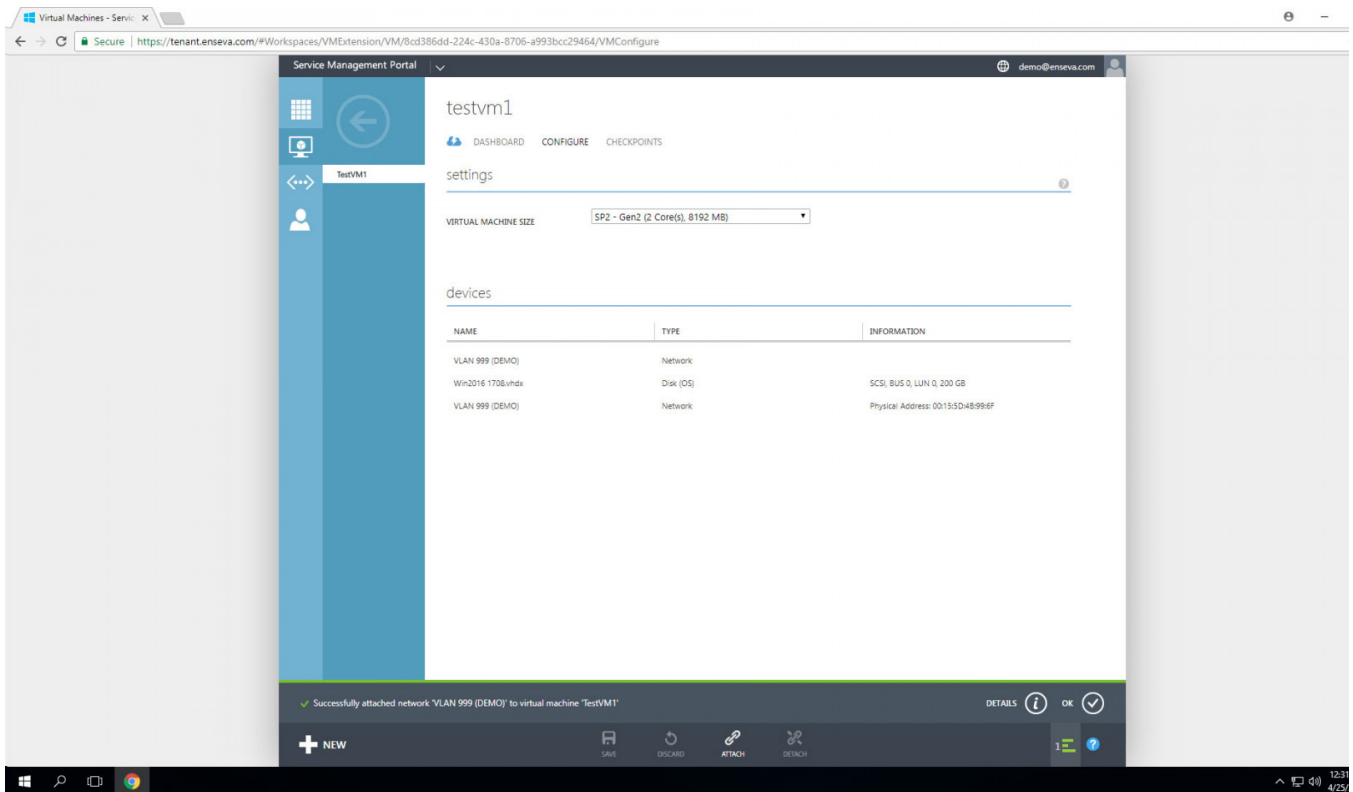 Virtual Machines - Servic
Secure | https://tenant.enseva.com/#Workspaces/VMExtension/VM/8cd386dd-224c-430a-8706-a993bcc29464/VMConfigure
Service Management Portal
demo@enseva.com
TestVM1
testvm1
DASHBOARD CONFIGURE CHECKPOINTS
settings
VIRTUAL MACHINE SIZE SP2 - Gen2 (2 Core(s), 8192 MB)
devices
NAME TYPE INFORMATION
VLAN 999 (DEMO) Network
Win2016 1708.vhdx Disk (OS) SCSI, BUS 0, LUN 0, 200 GB
VLAN 999 (DEMO) Network Physical Address: 00:15:5D:4B:99:6F
Successfully attached network 'VLAN 999 (DEMO)' to virtual machine 'TestVM1'
DETAILS i OK
NEW
SAVE DISCARD ATTACH DETACH
1 ?
12:31
4/25/